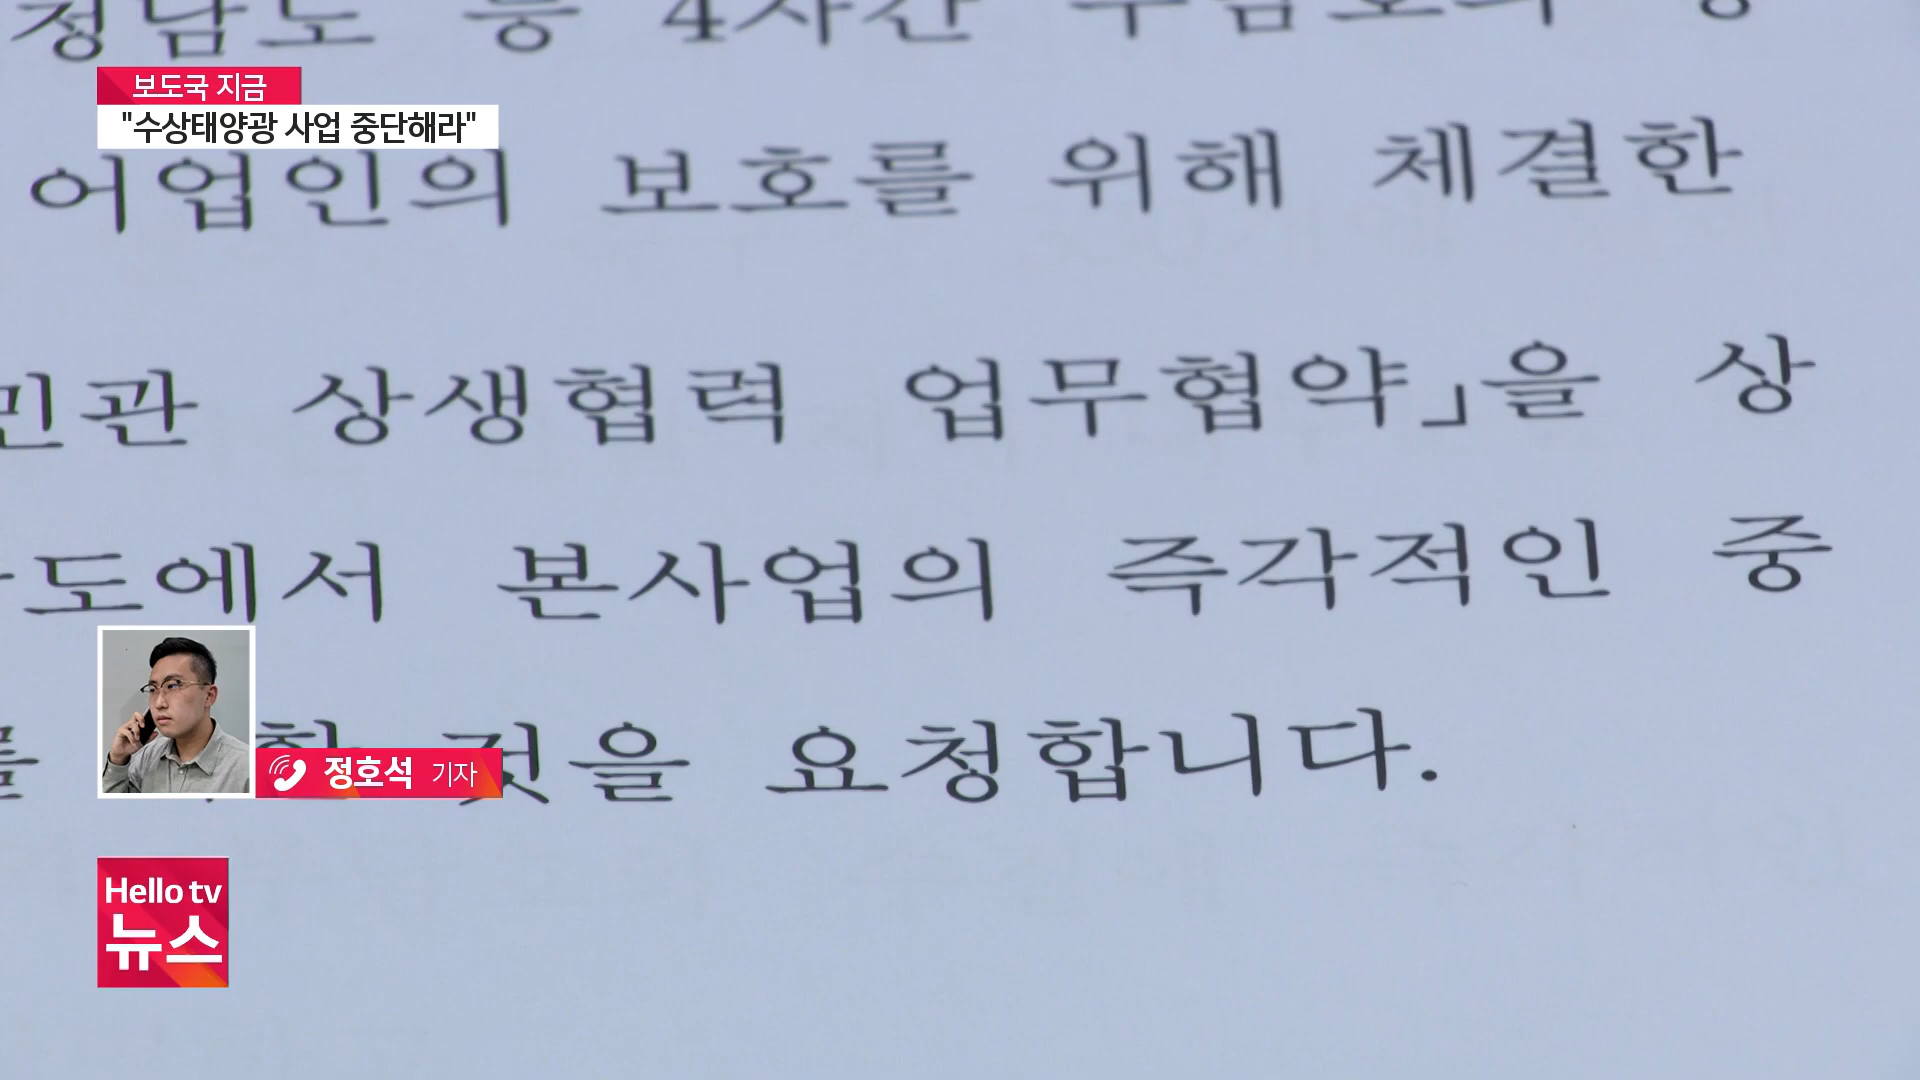 보도국 지금
"수상태양광 사업 중단해라"
어업인의 보호를 위해 체결한
민관 상생협력 업무협약」을 상
도에서 본사업의 즉각적인 중
를 것을 요청합니다.
정호석 기자
Hello tv
뉴스